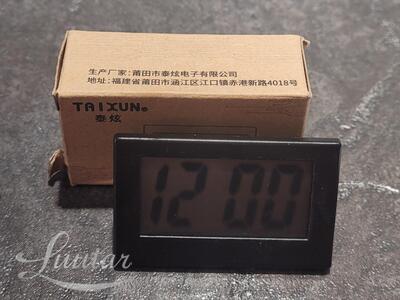 生产厂家:莆田市泰炫电子有限公司
地址:福建省莆田市涵江区江口镇赤港新路4018号
TAIXUN®
泰炫
12 00
Luutar